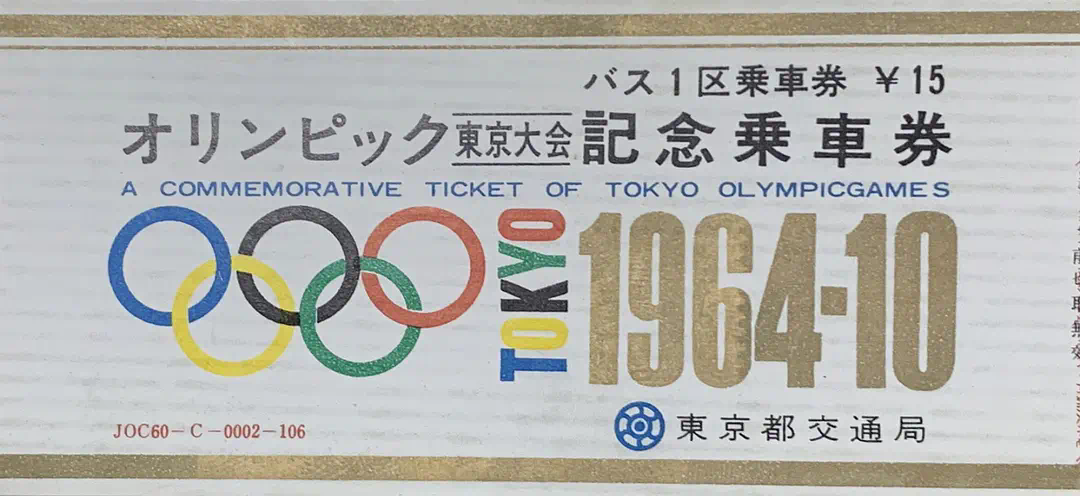 バス1区乗車券 ¥15
オリンピック東京大会記念乗車券
A COMMEMORATIVE TICKET OF TOKYO OLYMPICGAMES
TOKYO
1964・10
JOC60-C-0002-106
東京都交通局